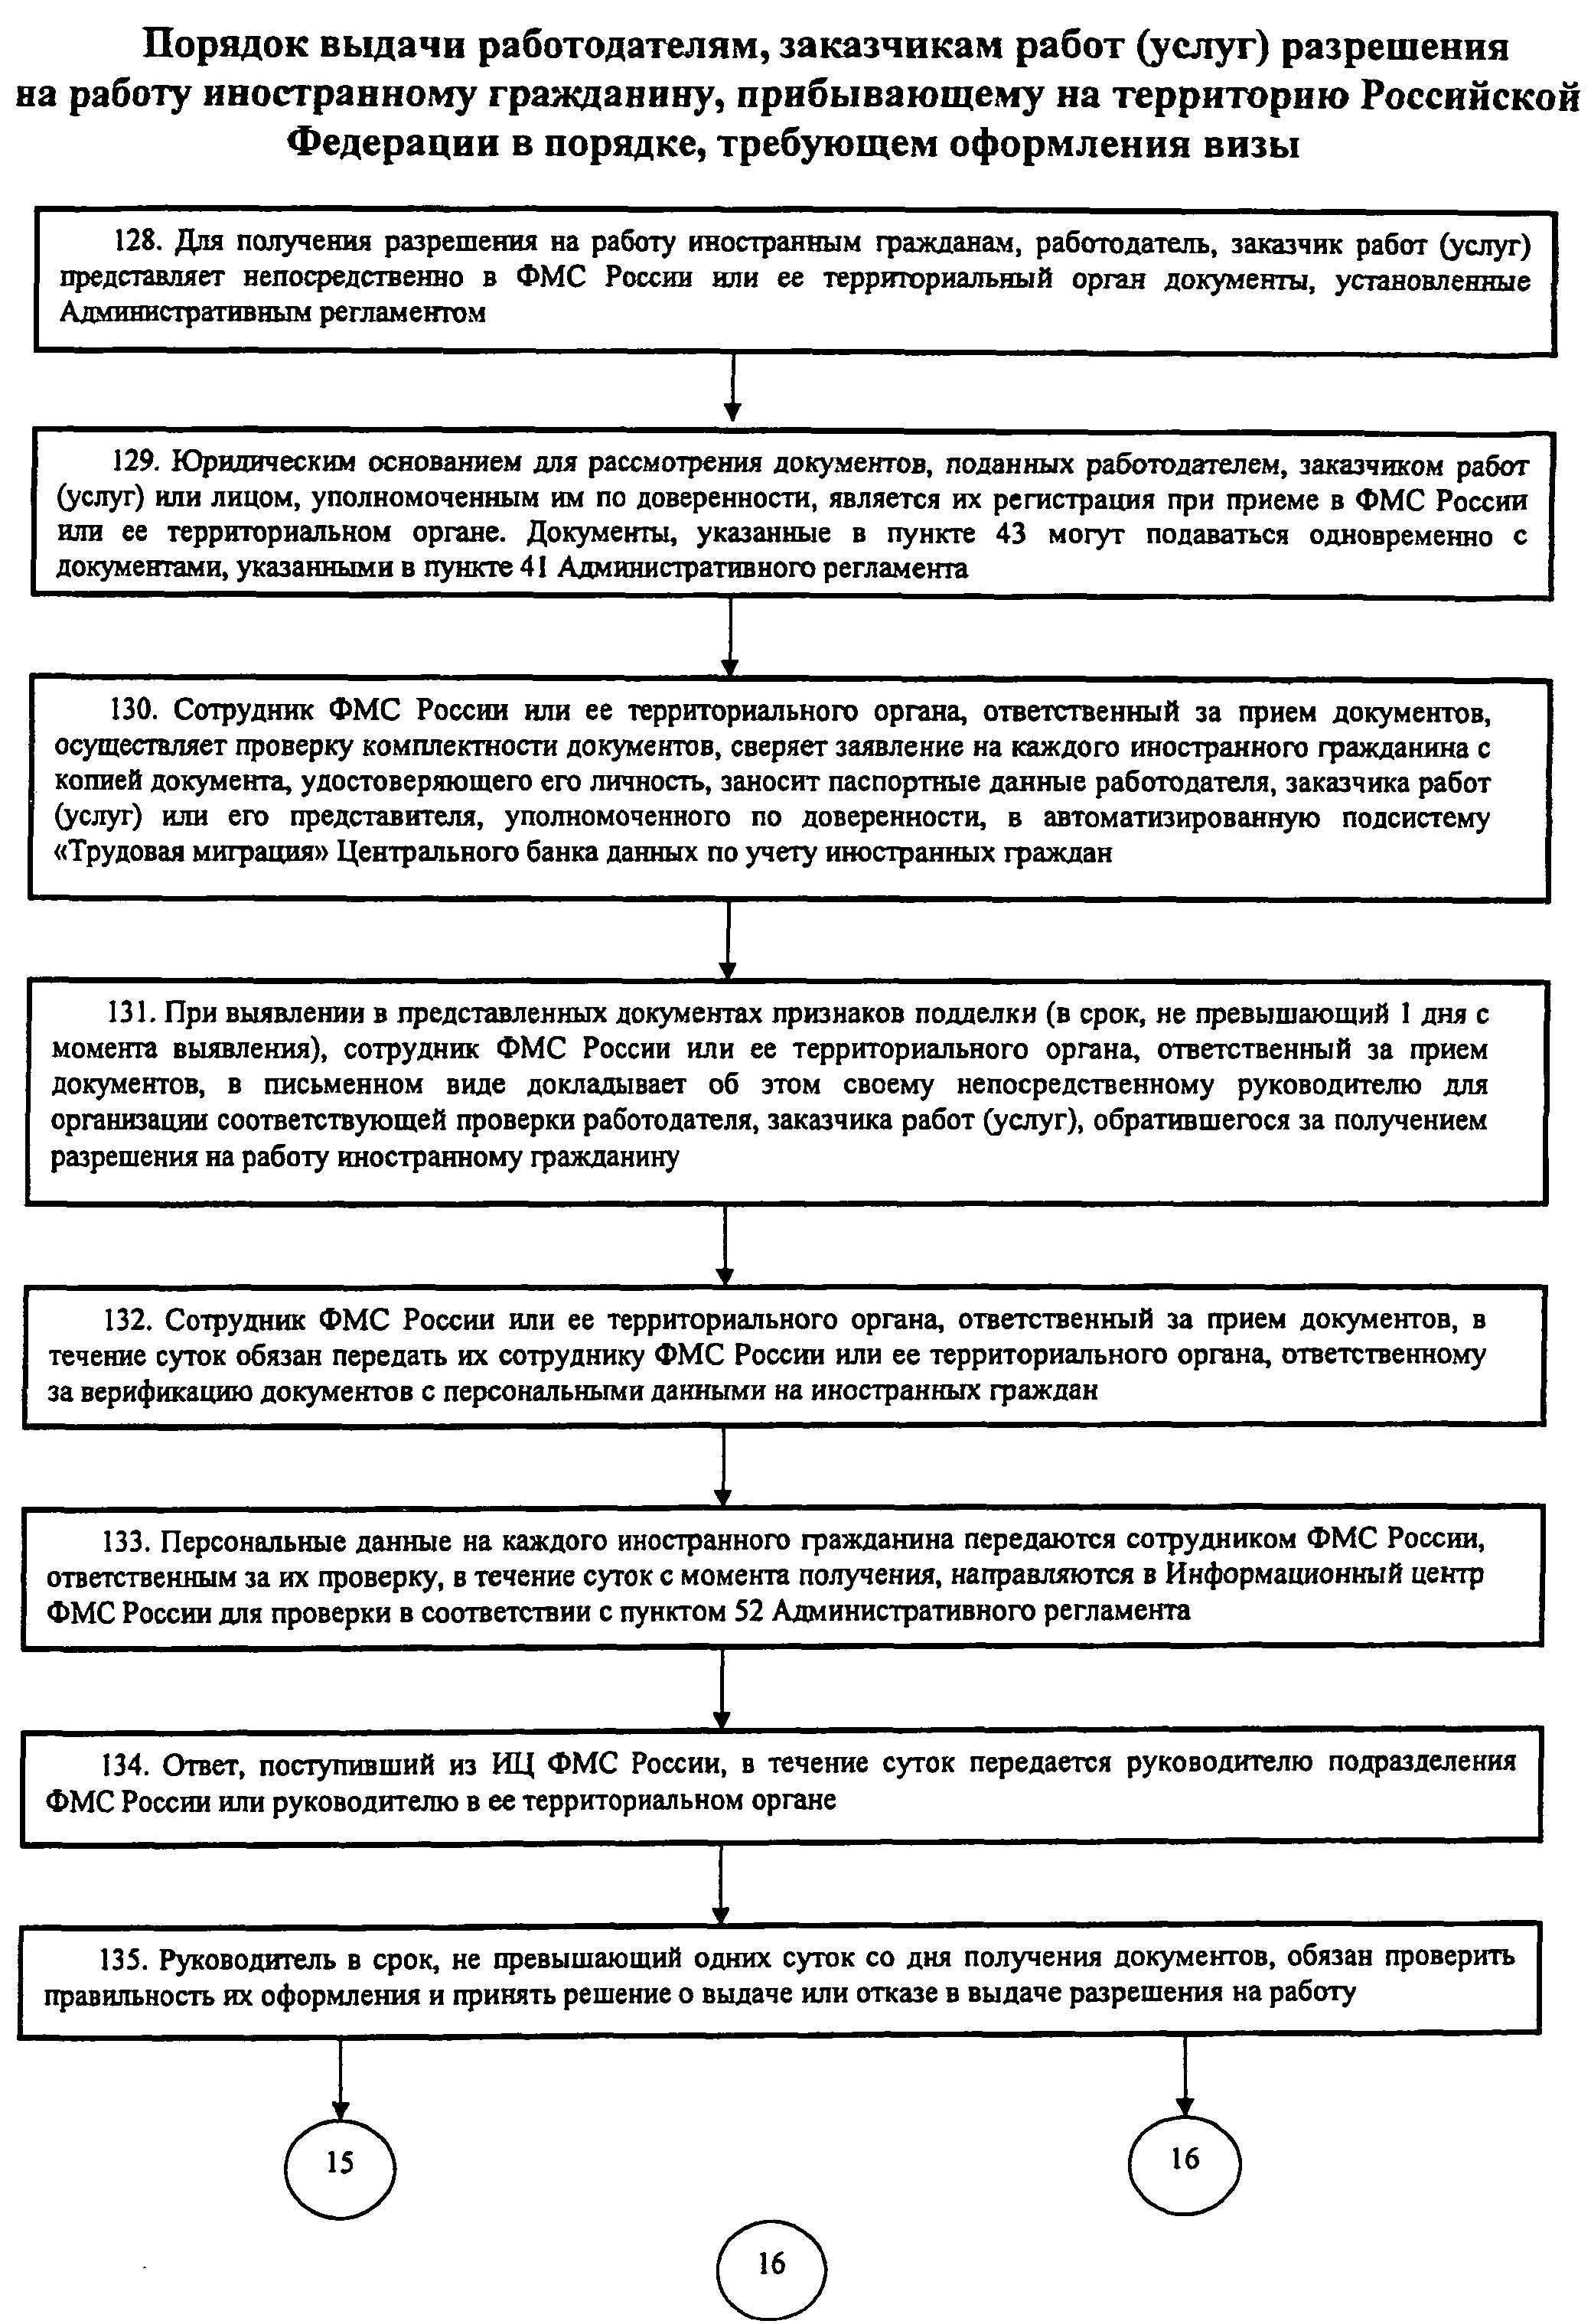 Порядок выдачи работодателям, заказчикам работ (услуг) разрешения
на работу иностранному гражданину, прибывающему на территорию Российской
Федерации в порядке, требующем оформления визы
128. Для получения разрешения на работу иностранным гражданам, работодатель, заказчик работ (услуг)
представляет непосредственно в ФМС России или ее территориальный орган документы, установленные
Административным регламентом
129. Юридическим основанием для рассмотрения документов, поданных работодателем, заказчиком работ
(услуг) или лицом, уполномоченным им по доверенности, является их регистрация при приеме в ФМС России
или ее территориальном органе. Документы, указанные в пункте 43 могут подаваться одновременно с
документами, указанными в пункте 41 Административного регламента
130. Сотрудник ФМС России или ее территориального органа, ответственный за прием документов,
осуществляет проверку комплектности документов, сверяет заявление на каждого иностранного гражданина с
копией документа, удостоверяющего его личность, заносит паспортные данные работодателя, заказчика работ
(услуг) или его представителя, уполномоченного по доверенности, в автоматизированную подсистему
«Трудовая миграция» Центрального банка данных по учету иностранных граждан
131. При выявлении в представленных документах признаков подделки (в срок, не превышающий 1 дня с
момента выявления), сотрудник ФМС России или ее территориального органа, ответственный за прием
документов, в письменном виде докладывает об этом своему непосредственному руководителю для
организации соответствующей проверки работодателя, заказчика работ (услуг), обратившегося за получением
разрешения на работу иностранному гражданину
132. Сотрудник ФМС России или ее территориального органа, ответственный за прием документов, в
течение суток обязан передать их сотруднику ФМС России или ее территориального органа, ответственному
за верификацию документов с персональными данными на иностранных граждан
133. Персональные данные на каждого иностранного гражданина передаются сотрудником ФМС России,
ответственным за их проверку, в течение суток с момента получения, направляются в Информационный центр
ФМС России для проверки в соответствии с пунктом 52 Административного регламента
134. Ответ, поступивший из ИЦ ФМС России, в течение суток передается руководителю подразделения
ФМС России или руководителю в ее территориальном органе
135. Руководитель в срок, не превышающий одних суток со дня получения документов, обязан проверить
правильность их оформления и принять решение о выдаче или отказе в выдаче разрешения на работу
15
16
16